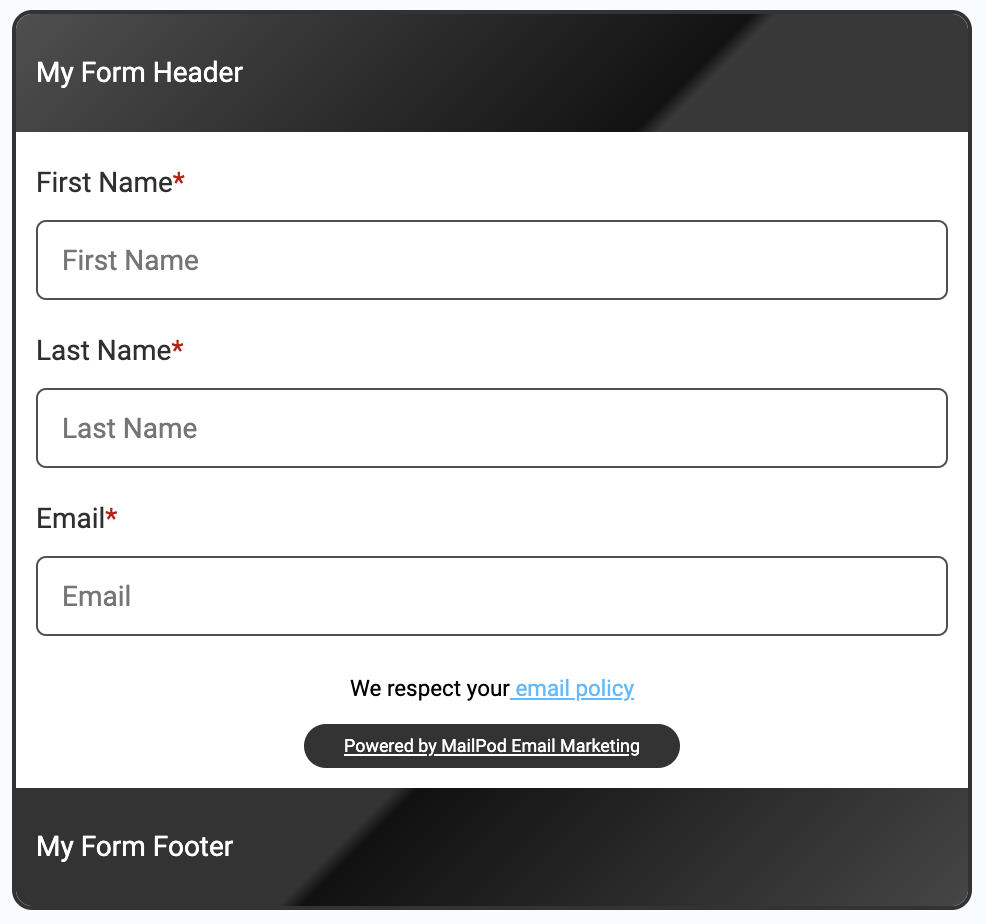 My Form Header
First Name*
First Name
Last Name*
Last Name
Email*
Email
We respect your email policy
Powered by MailPod Email Marketing
My Form Footer